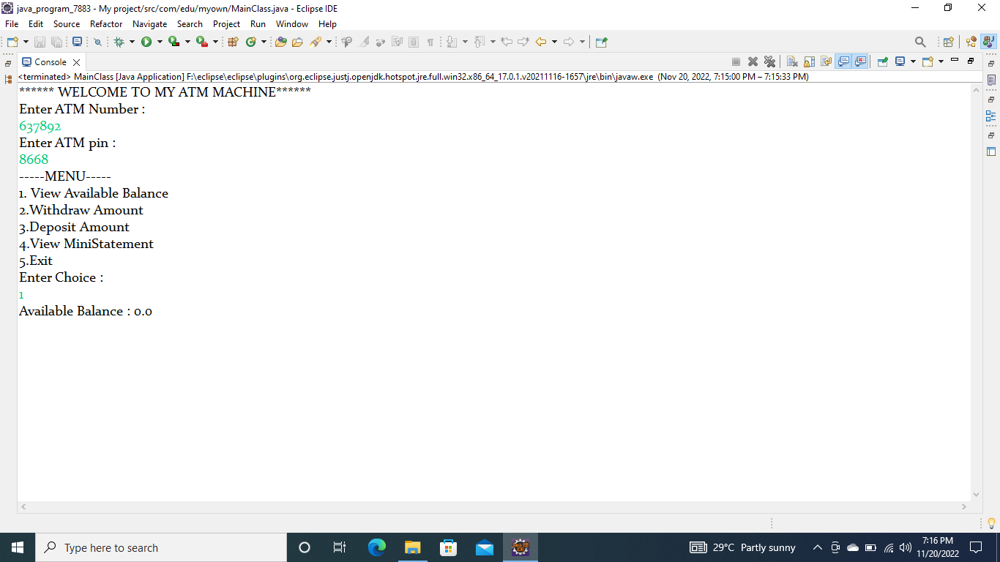 java_program_7883 - My project/src/com/edu/myown/MainClass.java - Eclipse IDE
File Edit Source Refactor Navigate Search Project Run Window Help
Console
<terminated> MainClass [Java Application] F:\eclipse\eclipse\plugins\org.eclipse.justj.openjdk.hotspot.jre.full.win32.x86_64_17.0.1.v20211116-1657\jre\bin\javaw.exe (Nov 20, 2022, 7:15:00 PM – 7:15:33 PM)
****** WELCOME TO MY ATM MACHINE******
Enter ATM Number :
637892
Enter ATM pin :
8668
-----MENU-----
1. View Available Balance
2.Withdraw Amount
3.Deposit Amount
4.View MiniStatement
5.Exit
Enter Choice :
1
Available Balance : 0.0
Type here to search
29°C Partly sunny
7:16 PM
11/20/2022